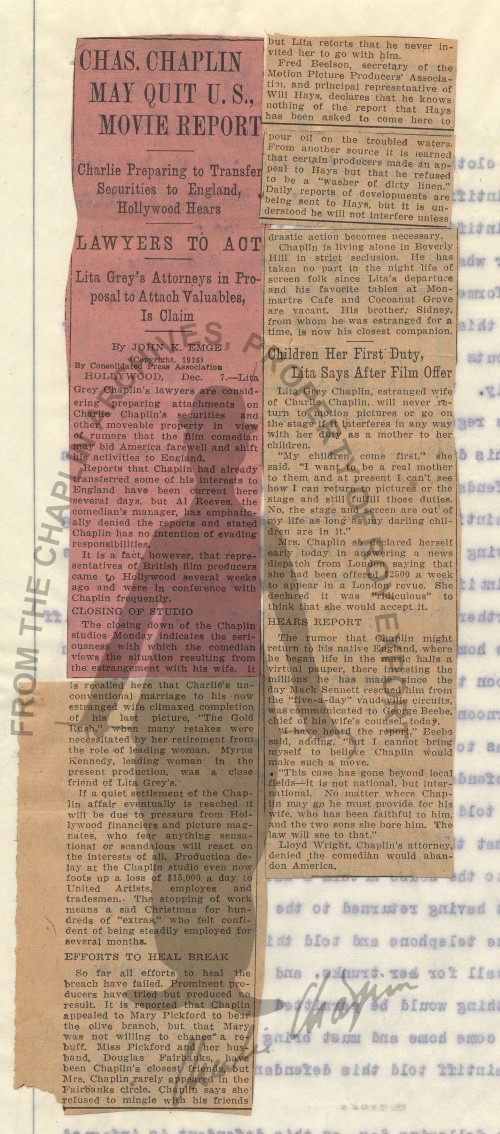 CHAS. CHAPLIN
MAY QUIT U. S.,
MOVIE REPORT
Charlie Preparing to Transfer
Securities to England,
Hollywood Hears
LAWYERS TO ACT
Lita Grey's Attorneys in Pro-
posal to Attach Valuables,
Is Claim
By JOHN K. EMGE
(Copyright, 1926)
By Consolidated Press Association
HOLLYWOOD, Dec. 7.—Lita
Grey Chaplin's lawyers are consid-
ering preparing attachments on
Charlie Chaplin's securities and
other moveable property in view
of rumors that the film comedian
may bid America farewell and shift
his activities to England.
Reports that Chaplin had already
transferred some of his interests to
England have been current here
several days, but Al Reeves, the
comedian's manager, has emphatic-
ally denied the reports and stated
Chaplin has no intention of evading
responsibilities.
It is a fact, however, that repre-
sentatives of British film producers
came to Hollywood several weeks
ago and were in conference with
Chaplin frequently.
CLOSING OF STUDIO
The closing down of the Chaplin
studios Monday indicates the seri-
ousness with which the comedian
views the situation resulting from
the estrangement with his wife. It
is recalled here that Charlie's un-
conventional marriage to his now
estranged wife climaxed completion
of his last picture, "The Gold
Rush," when many retakes were
necessitated by her retirement from
the role of leading woman. Myrna
Kennedy, leading woman in the
present production, was a close
friend of Lita Grey's.
If a quiet settlement of the Chap-
lin affair eventually is reached it
will be due to pressure from Hol-
lywood financiers and picture mag-
nates, who fear anything sensa-
tional or scandalous will react on
the interests of all. Production de-
lay at the Chaplin studio even now
foots up a loss of $15,000 a day to
United Artists, employes and
tradesmen. The stopping of work
means a sad Christmas for hun-
dreds of "extras," who felt confi-
dent of being steadily employed for
several months.
EFFORTS TO HEAL BREAK
So far all efforts to heal the
breach have failed. Prominent pro-
ducers have tried but produced no
result. It is reported that Chaplin
appealed to Mary Pickford to bear
the olive branch, but that Mary
was not willing to chance a re-
buff. Miss Pickford and her hus-
band, Douglas Fairbanks, have
been Chaplin's closest friends, but
Mrs. Chaplin rarely appeared in the
Fairbanks circle. Chaplin says she
refused to mingle with his friends
but Lita retorts that he never in-
vited her to go with him.
Fred Beelson, secretary of the
Motion Picture Producers' Associa-
tion, and principal represetnative of
Will Hays, declares that he knows
nothing of the report that Hays
has been asked to come here to
pour oil on the troubled waters.
From another source it is learned
that certain producers made an ap-
peal to Hays but that he refused
to be a "washer of dirty linen."
Daily reports of developments are
being sent to Hays, but it is un-
derstood he will not interfere unless
drastic action becomes necessary.
Chaplin is living alone in Beverly
Hill in strict seclusion. He has
taken no part in the night life of
screen folk since Lita's departure
and his favorite tables at Mon-
martre Cafe and Cocoanut Grove
are vacant. His brother, Sidney,
from whom he was estranged for a
time, is now his closest companion.
Children Her First Duty,
Lita Says After Film Offer
Lita Grey Chaplin, estranged wife
of Charlie Chaplin, will never re-
turn to motion pictures or go on
the stage if it interferes in any way
with her duty as a mother to her
children.
"My children come first," she
said. "I want to be a real mother
to them and at present I can't see
how I can return to pictures or the
stage and still fulfill those duties.
No, the stage and screen are out of
my life as long as my darling chil-
dren are in it."
Mrs. Chaplin so declared herself
early today in answering a news
dispatch from London saying that
she had been offered $2500 a week
to appear in a London revue. She
declared it was "ridiculous" to
think that she would accept it.
HEARS REPORT
The rumor that Chaplin might
return to his native England, where
he began life in the music halls a
virtual pauper, there investing the
millions he has made since the
day Mack Sennett rescued him from
the "five-a-day" vaudeville circuits,
was communicated to George Beebe,
chief of his wife's counsel, today.
"I have heard the report," Beebe
said, adding, "but I cannot bring
myself to believe Chaplin would
make such a move.
"This case has gone beyond local
fields—it is not national, but inter-
national. No matter where Chap-
lin may go he must provide for his
wife, who has been faithful to him,
and the two sons she bore him. The
law will see to that."
Lloyd Wright, Chaplin's attorney,
denied the comedian would aban-
don America.
FROM THE CHAPLIN ARCHIVES, PROPERTY OF ROY EXPORT
Charlie Chaplin